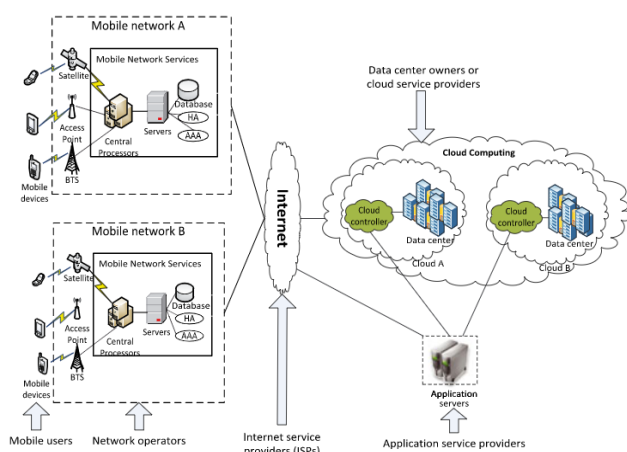 Mobile network A
Mobile Network Services
Satellite
Database
HA
AAA
Access
Point
Servers
Central
Processors
Mobile
devices
BTS
Mobile network B
Mobile Network Services
Satellite
Database
HA
AAA
Access
Point
Servers
Central
Processors
Mobile
devices
BTS
Mobile users
Network operators
Internet
Internet service
providers (ISPs)
Data center owners or
cloud service providers
Cloud Computing
Cloud
controller
Data center
Cloud A
Cloud
controller
Data center
Cloud B
Application
servers
Application service providers